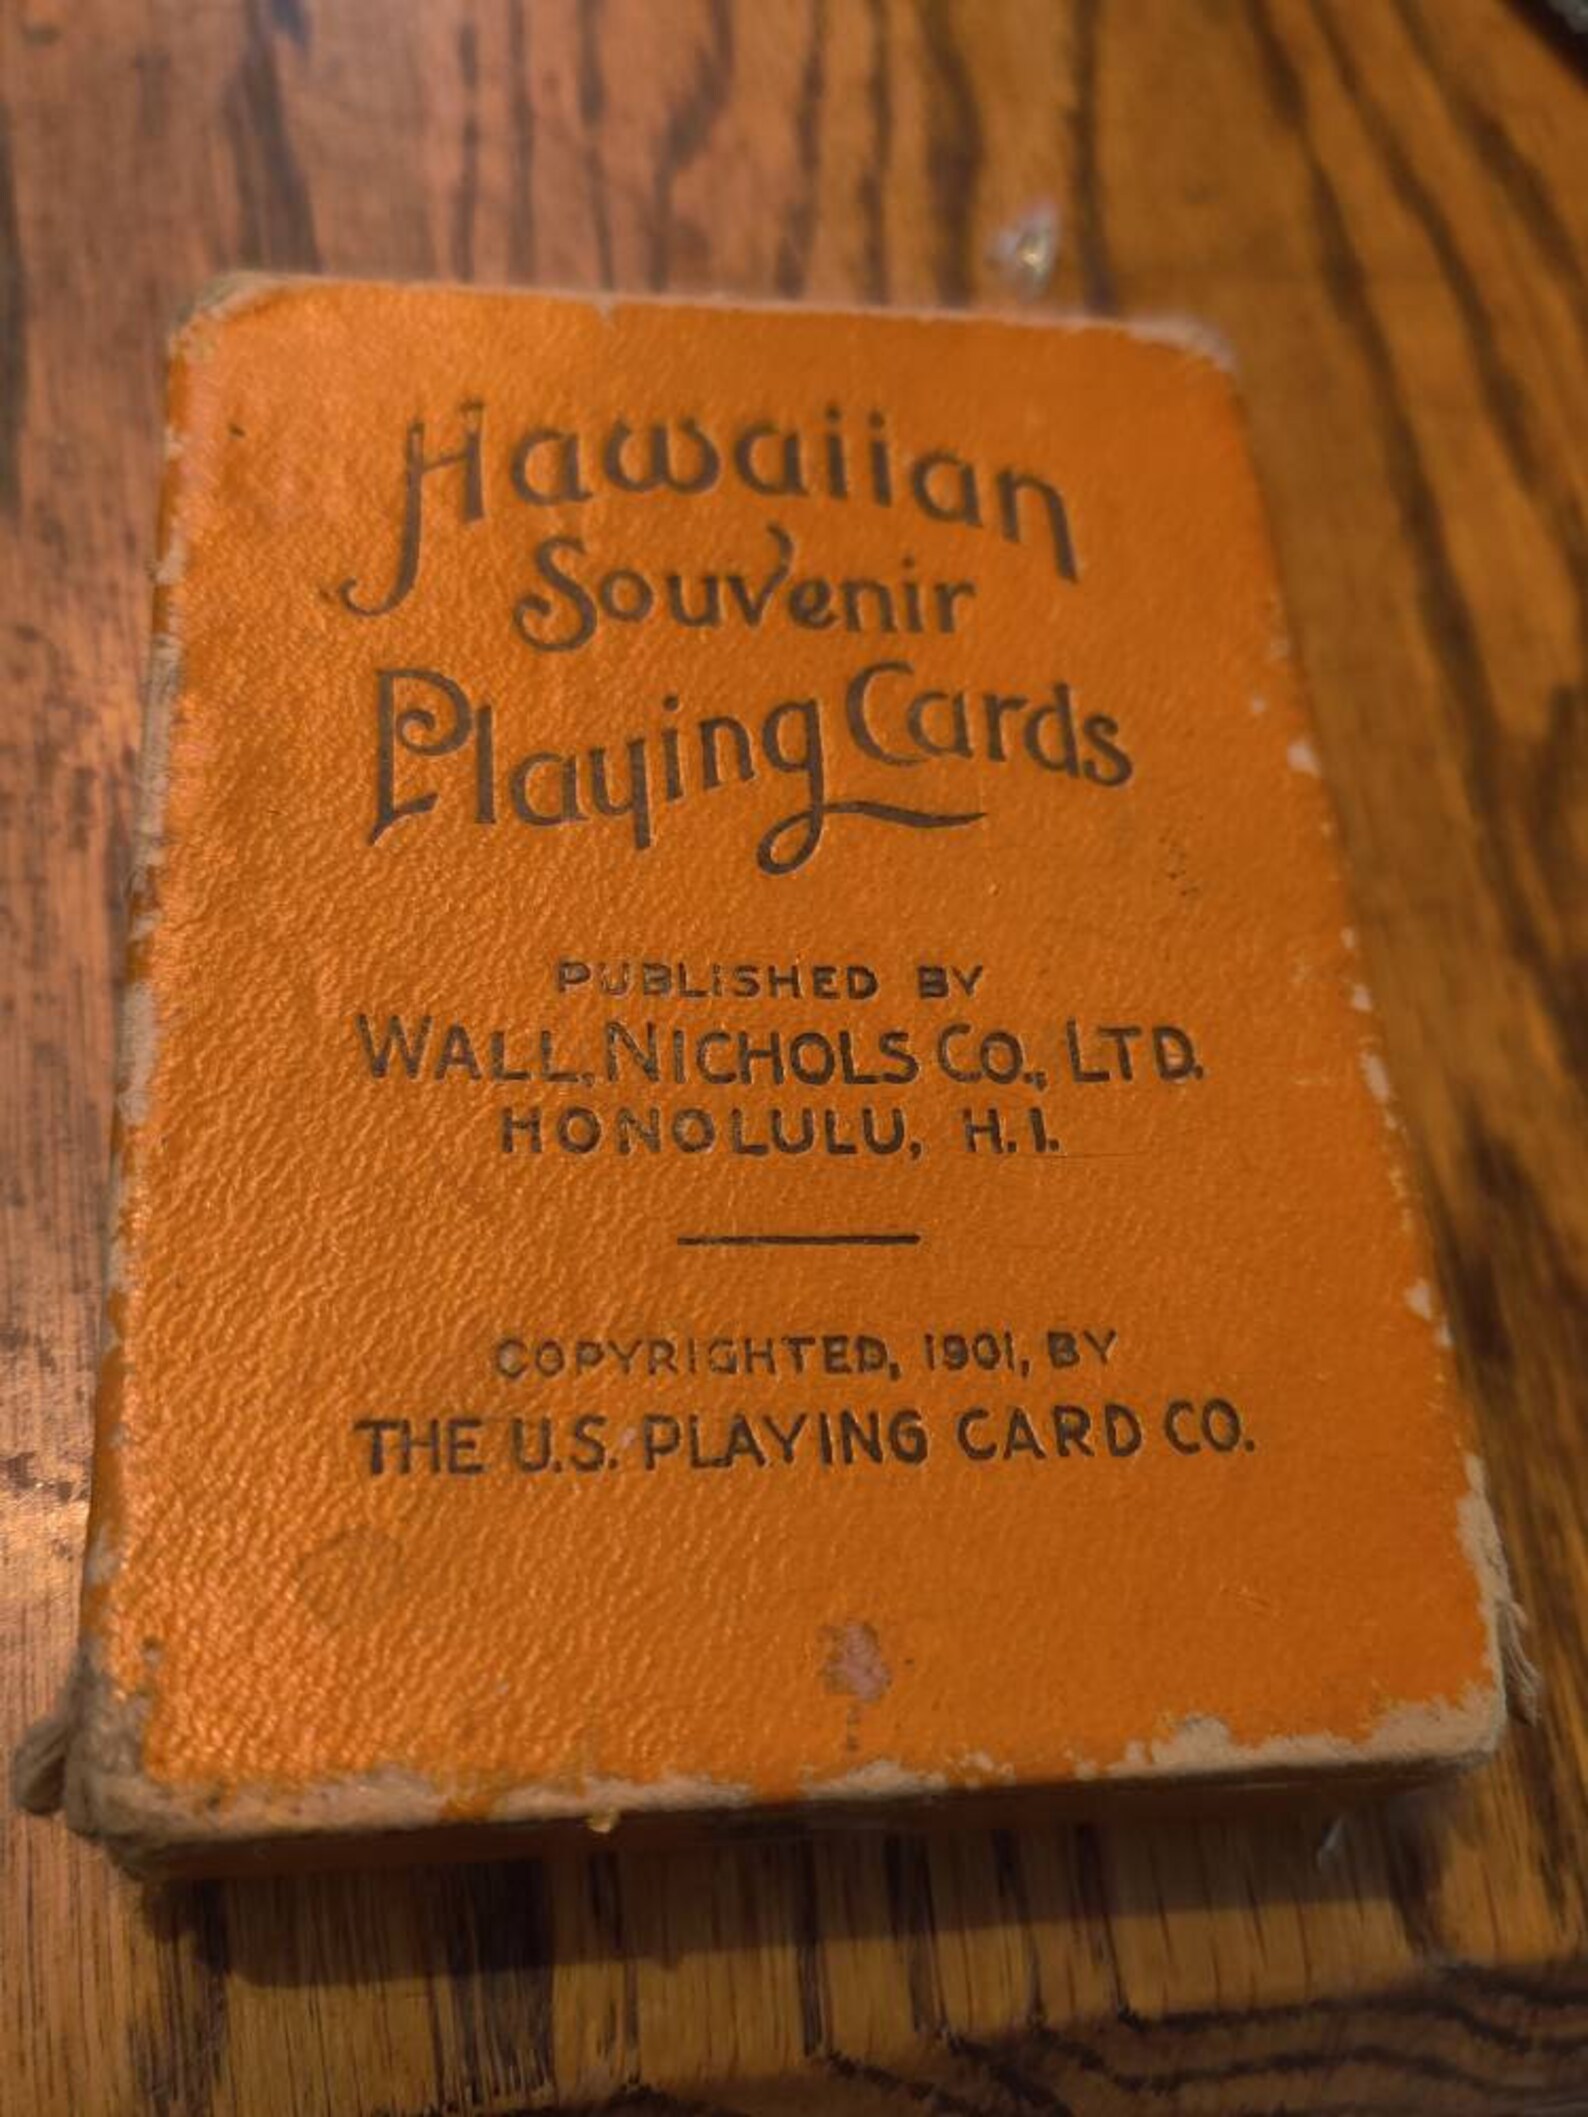 Hawaiian
Souvenir
Playing Cards
PUBLISHED BY
WALL, NICHOLS CO., LTD.
HONOLULU, H.I.
COPYRIGHTED, 1901, BY
THE U.S. PLAYING CARD CO.